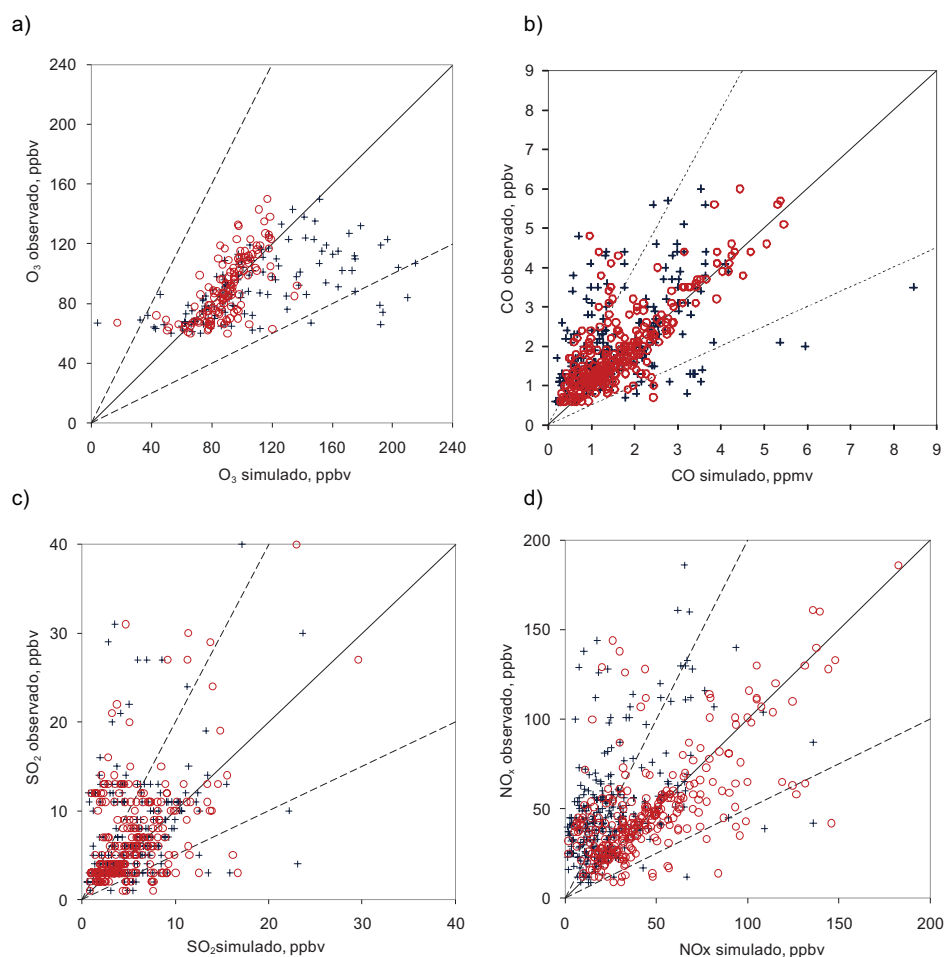 a)
240
200
160
120
80
40
0
O₃ observado, ppbv
0 40 80 120 160 200 240
O₃ simulado, ppbv
b)
9
8
7
6
5
4
3
2
1
0
CO observado, ppbv
0 1 2 3 4 5 6 7 8 9
CO simulado, ppmv
c)
40
30
20
10
0
SO₂ observado, ppbv
0 10 20 30 40
SO₂simulado, ppbv
d)
200
150
100
50
0
NOₓ observado, ppbv
0 50 100 150 200
NOx simulado, ppbv